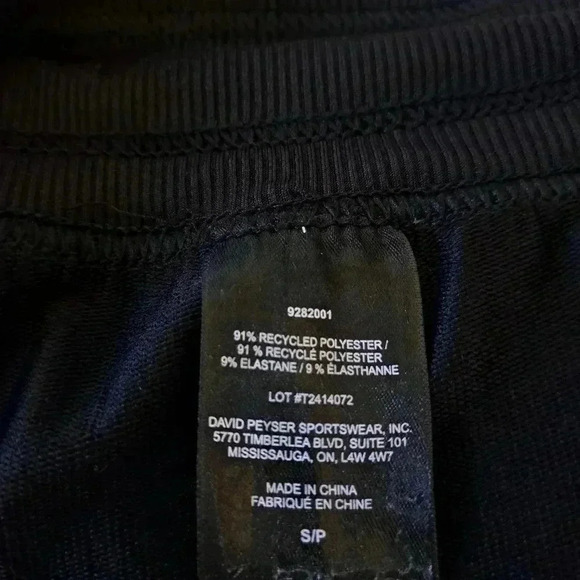 9282001
91% RECYCLED POLYESTER /
91 % RECYCLÉ POLYESTER
9% ELASTANE / 9 % ÉLASTHANNE
LOT #T2414072
DAVID PEYSER SPORTSWEAR, INC.
5770 TIMBERLEA BLVD, SUITE 101
MISSISSAUGA, ON, L4W 4W7
MADE IN CHINA
FABRIQUÉ EN CHINE
S/P